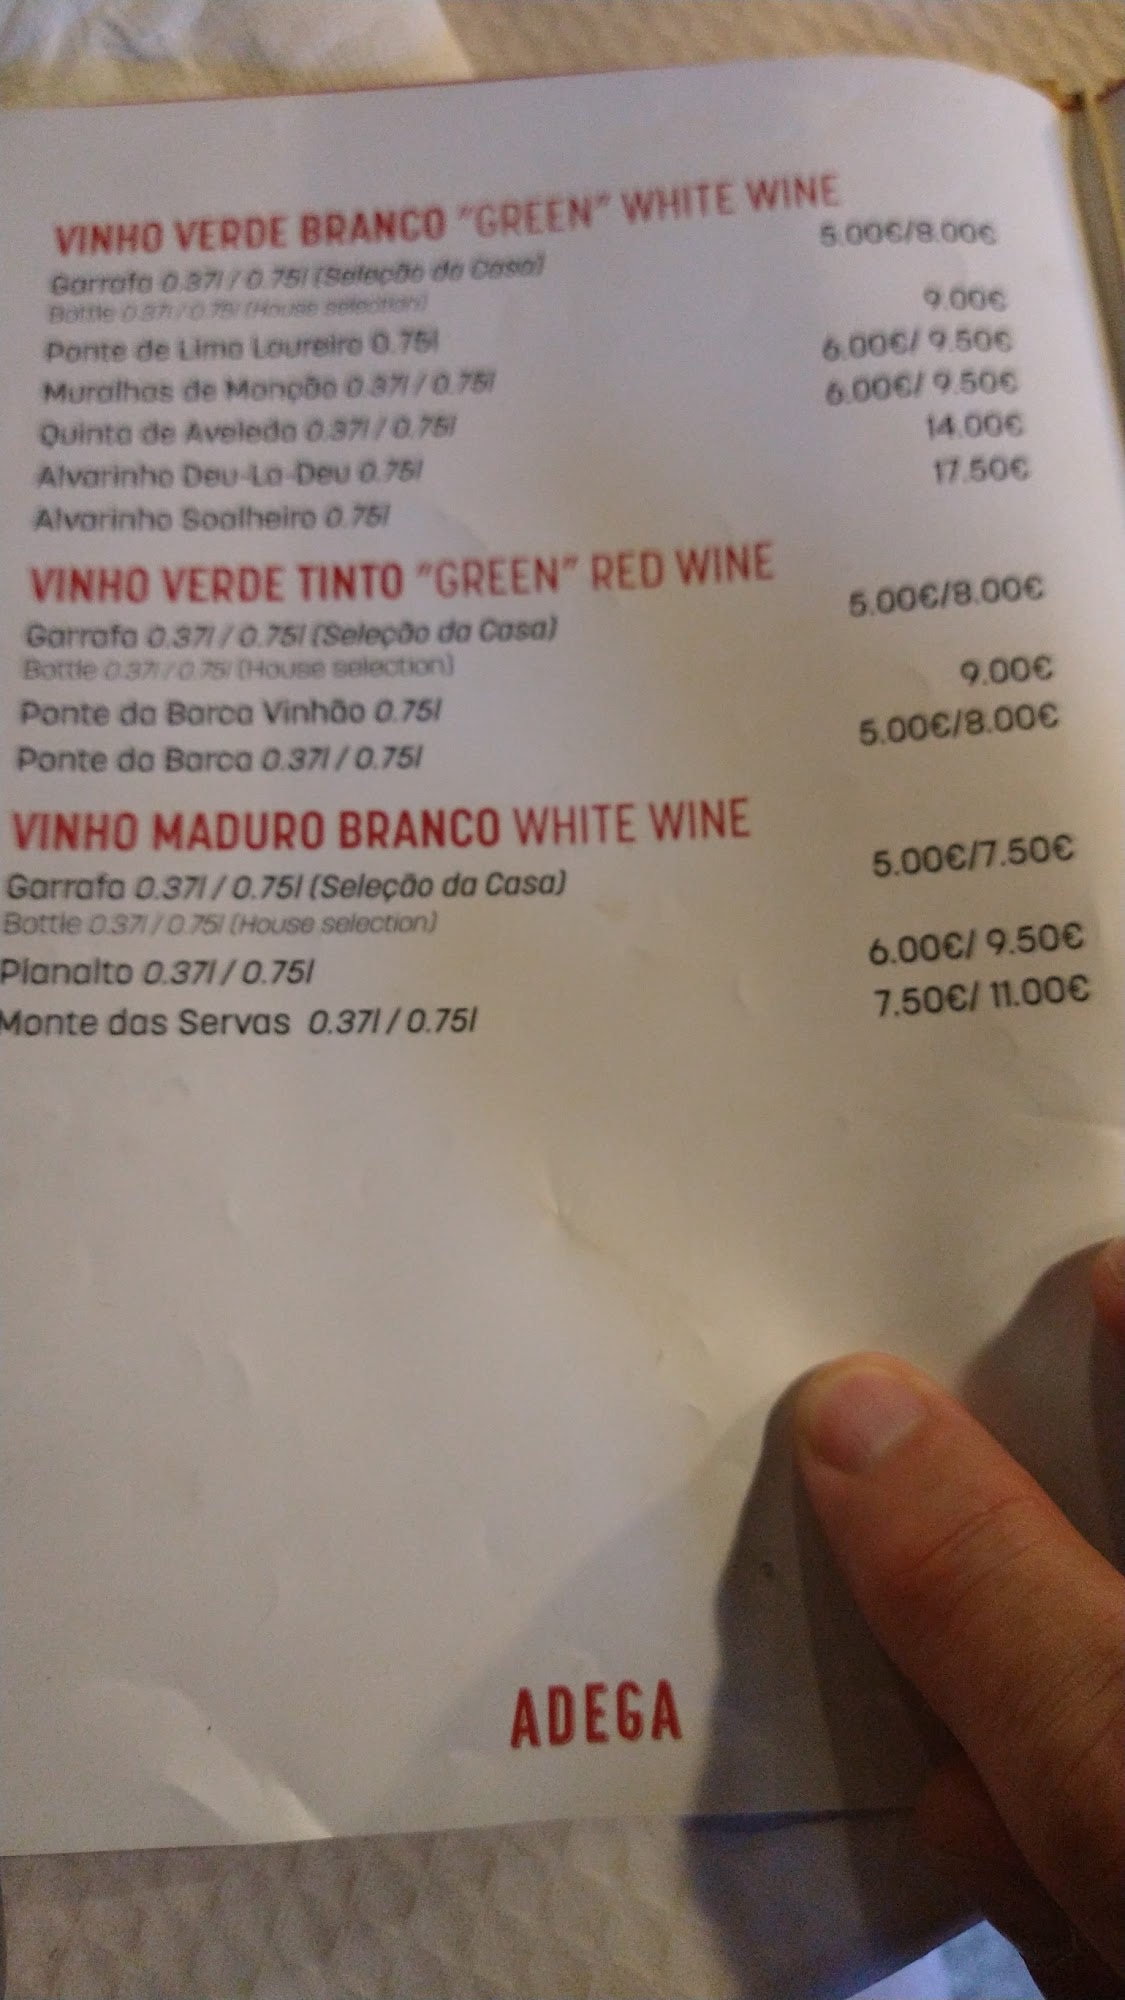 VINHO VERDE BRANCO "GREEN" WHITE WINE
Garrafa 0.37l / 0.75l (Seleção da Casa) 5.00€/8.00€
Bottle 0.37l / 0.75l (House selection)
Ponte de Lima Loureiro 0.75l 9.00€
Muralhas de Monção 0.37l / 0.75l 6.00€/ 9.50€
Quinta de Aveleda 0.37l / 0.75l 6.00€/ 9.50€
Alvarinho Deu-La-Deu 0.75l 14.00€
Alvarinho Soalheiro 0.75l 17.50€
VINHO VERDE TINTO "GREEN" RED WINE
Garrafa 0.37l / 0.75l (Seleção da Casa) 5.00€/8.00€
Bottle 0.37l / 0.75l (House selection)
Ponte da Barca Vinhão 0.75l 9.00€
Ponte da Barca 0.37l / 0.75l 5.00€/8.00€
VINHO MADURO BRANCO WHITE WINE
Garrafa 0.37l / 0.75l (Seleção da Casa) 5.00€/7.50€
Bottle 0.37l / 0.75l (House selection)
Planalto 0.37l / 0.75l 6.00€/ 9.50€
Monte das Servas 0.37l / 0.75l 7.50€/ 11.00€
ADEGA